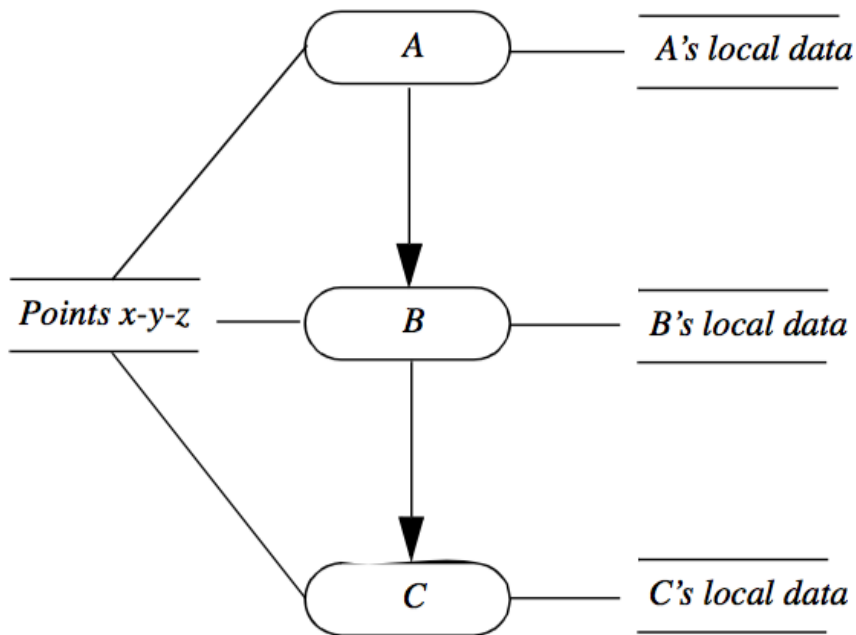 A
A's local data
Points x-y-z
B
B's local data
C
C's local data